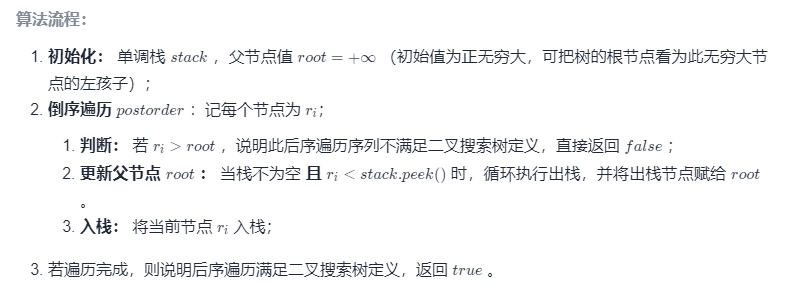 算法流程：
1. 初始化： 单调栈 stack ，父节点值 root = +∞ （初始值为正无穷大，可把树的根节点看为此无穷大节
点的左孩子）；
2. 倒序遍历 postorder ：记每个节点为 rᵢ；
1. 判断： 若 rᵢ > root ，说明此后序遍历序列不满足二叉搜索树定义，直接返回 false ；
2. 更新父节点 root ： 当栈不为空 且 rᵢ < stack.peek() 时，循环执行出栈，并将出栈节点赋给 root
。
3. 入栈： 将当前节点 rᵢ 入栈；
3. 若遍历完成，则说明后序遍历满足二叉搜索树定义，返回 true 。